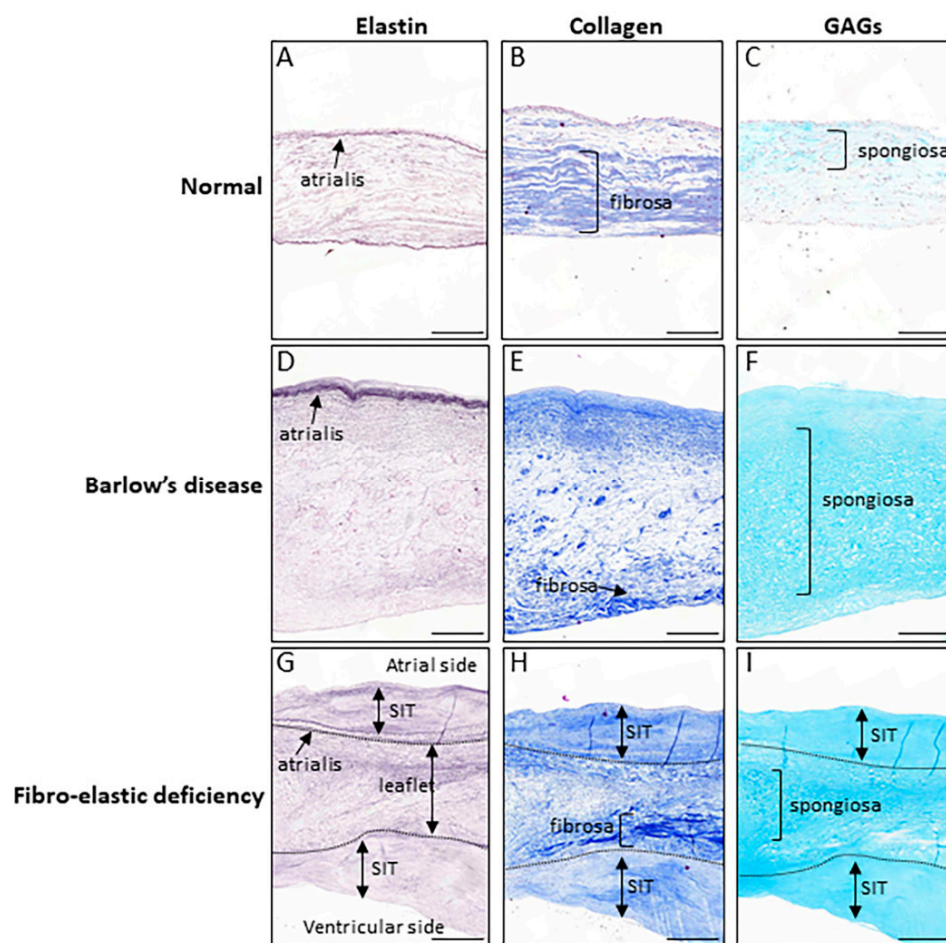 Elastin Collagen GAGs
A B C
Normal
atrialis
fibrosa
spongiosa
D E F
Barlow's disease
atrialis
fibrosa
spongiosa
G H I
Fibro-elastic deficiency
Atrial side
SIT
atrialis
leaflet
SIT
Ventricular side
SIT
fibrosa
SIT
SIT
spongiosa
SIT